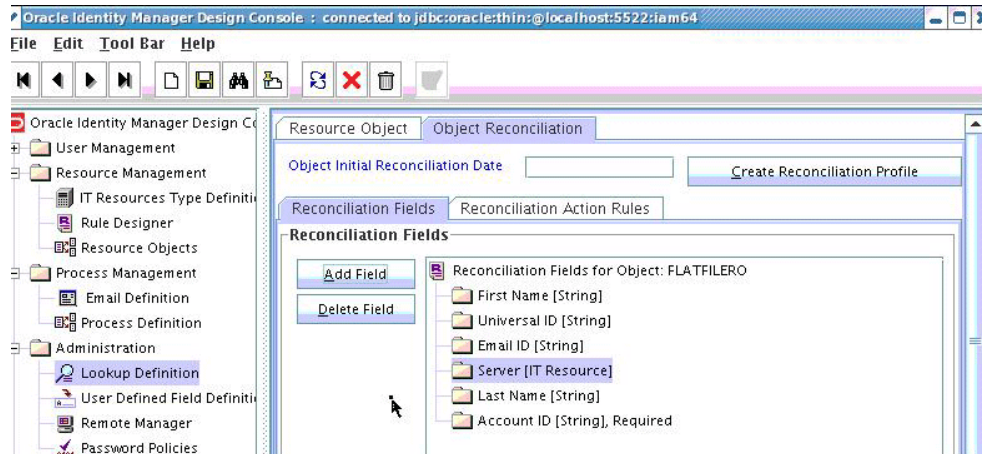 Oracle Identity Manager Design Console : connected to jdbc:oracle:thin:@localhost:5522:iam64
File Edit Tool Bar Help
Oracle Identity Manager Design Co
User Management
Resource Management
IT Resources Type Definiti
Rule Designer
Resource Objects
Process Management
Email Definition
Process Definition
Administration
Lookup Definition
User Defined Field Definiti
Remote Manager
Password Policies
Resource Object Object Reconciliation
Object Initial Reconciliation Date
Create Reconciliation Profile
Reconciliation Fields Reconciliation Action Rules
Reconciliation Fields
Add Field
Delete Field
Reconciliation Fields for Object: FLATFILERO
First Name [String]
Universal ID [String]
Email ID [String]
Server [IT Resource]
Last Name [String]
Account ID [String], Required